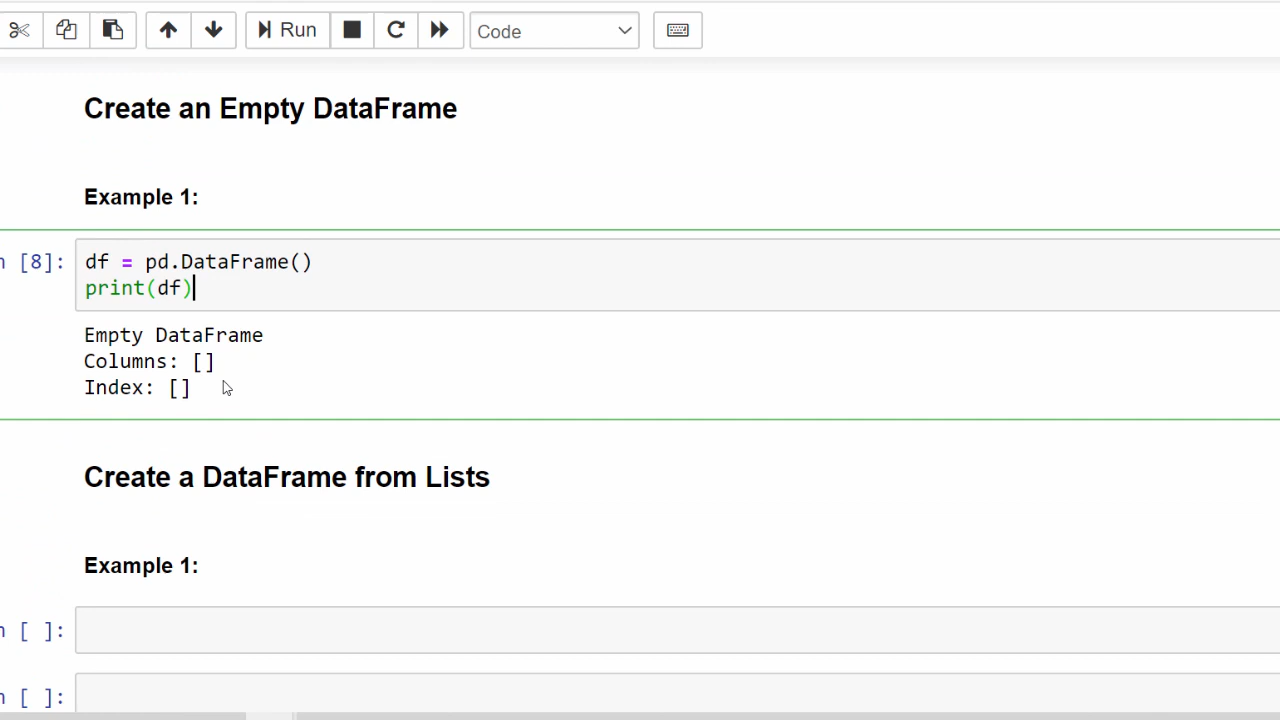 Run
Code
Create an Empty DataFrame
Example 1:
[8]:
df = pd.DataFrame()
print(df)
Empty DataFrame
Columns: []
Index: []
Create a DataFrame from Lists
Example 1:
[ ]:
[ ]: